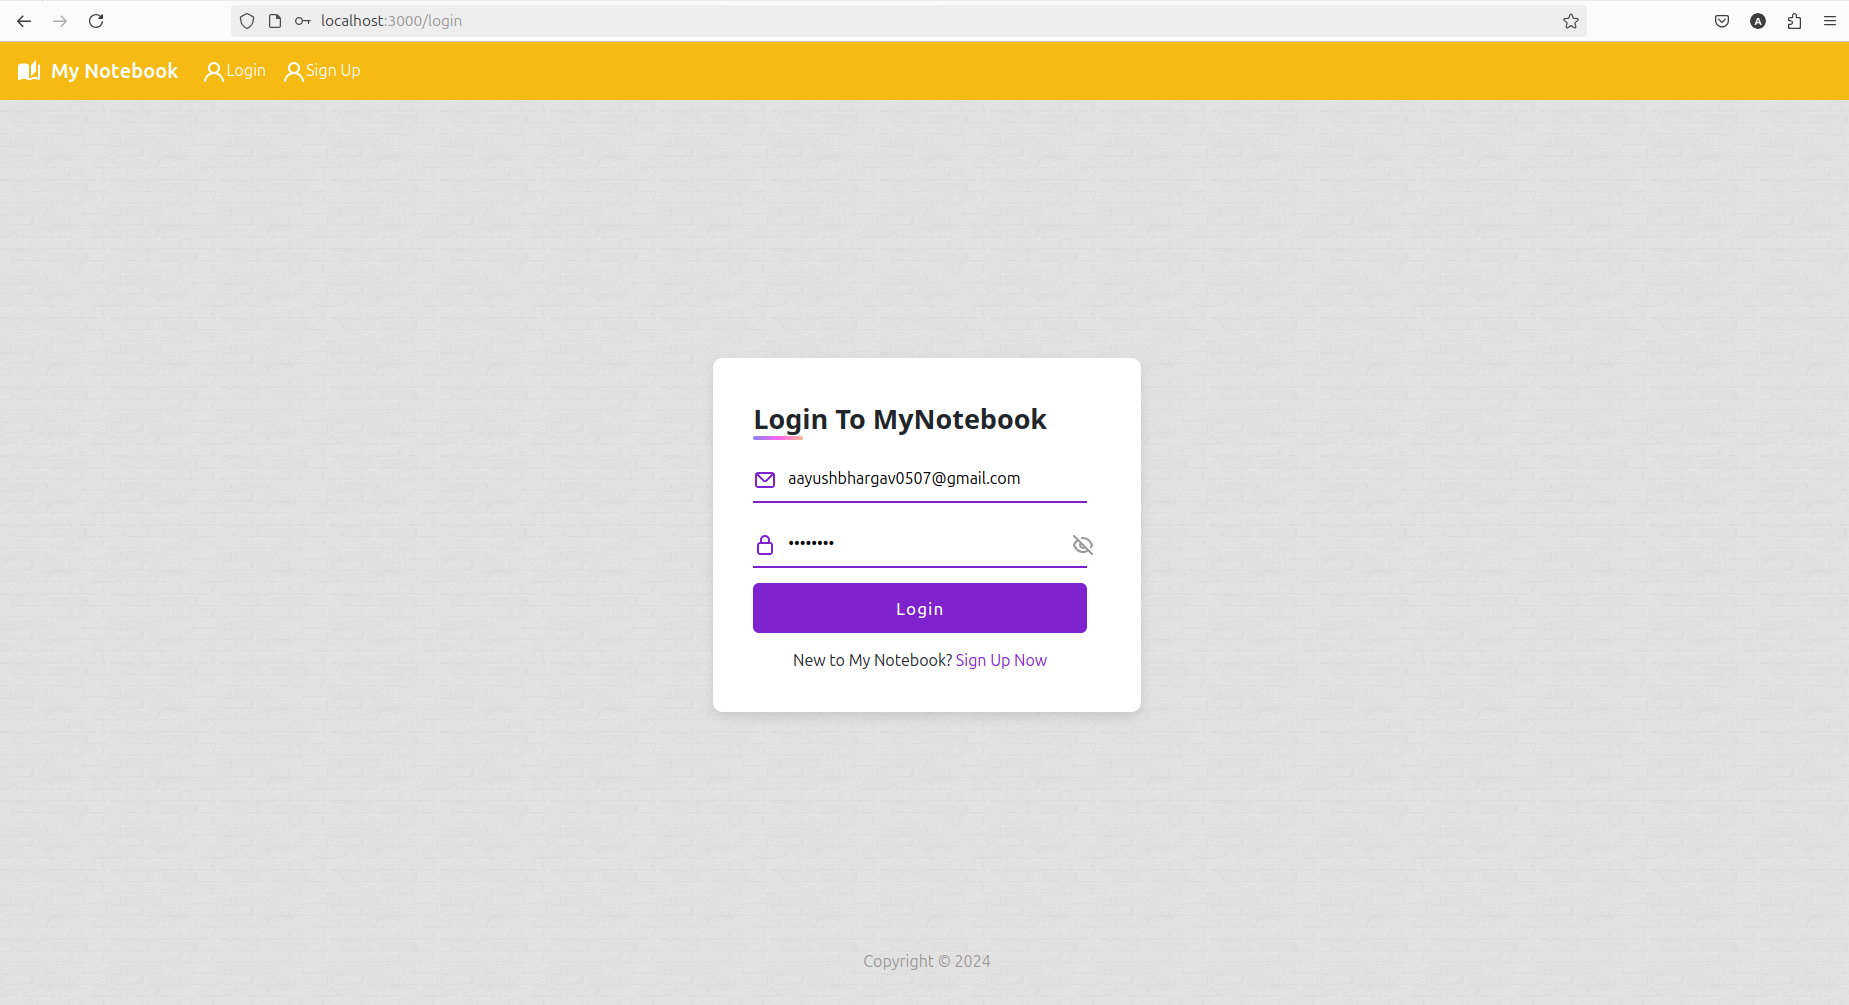 localhost:3000/login
A
My Notebook Login Sign Up
Login To MyNotebook
aayushbhargav0507@gmail.com
••••••••
Login
New to My Notebook? Sign Up Now
Copyright © 2024